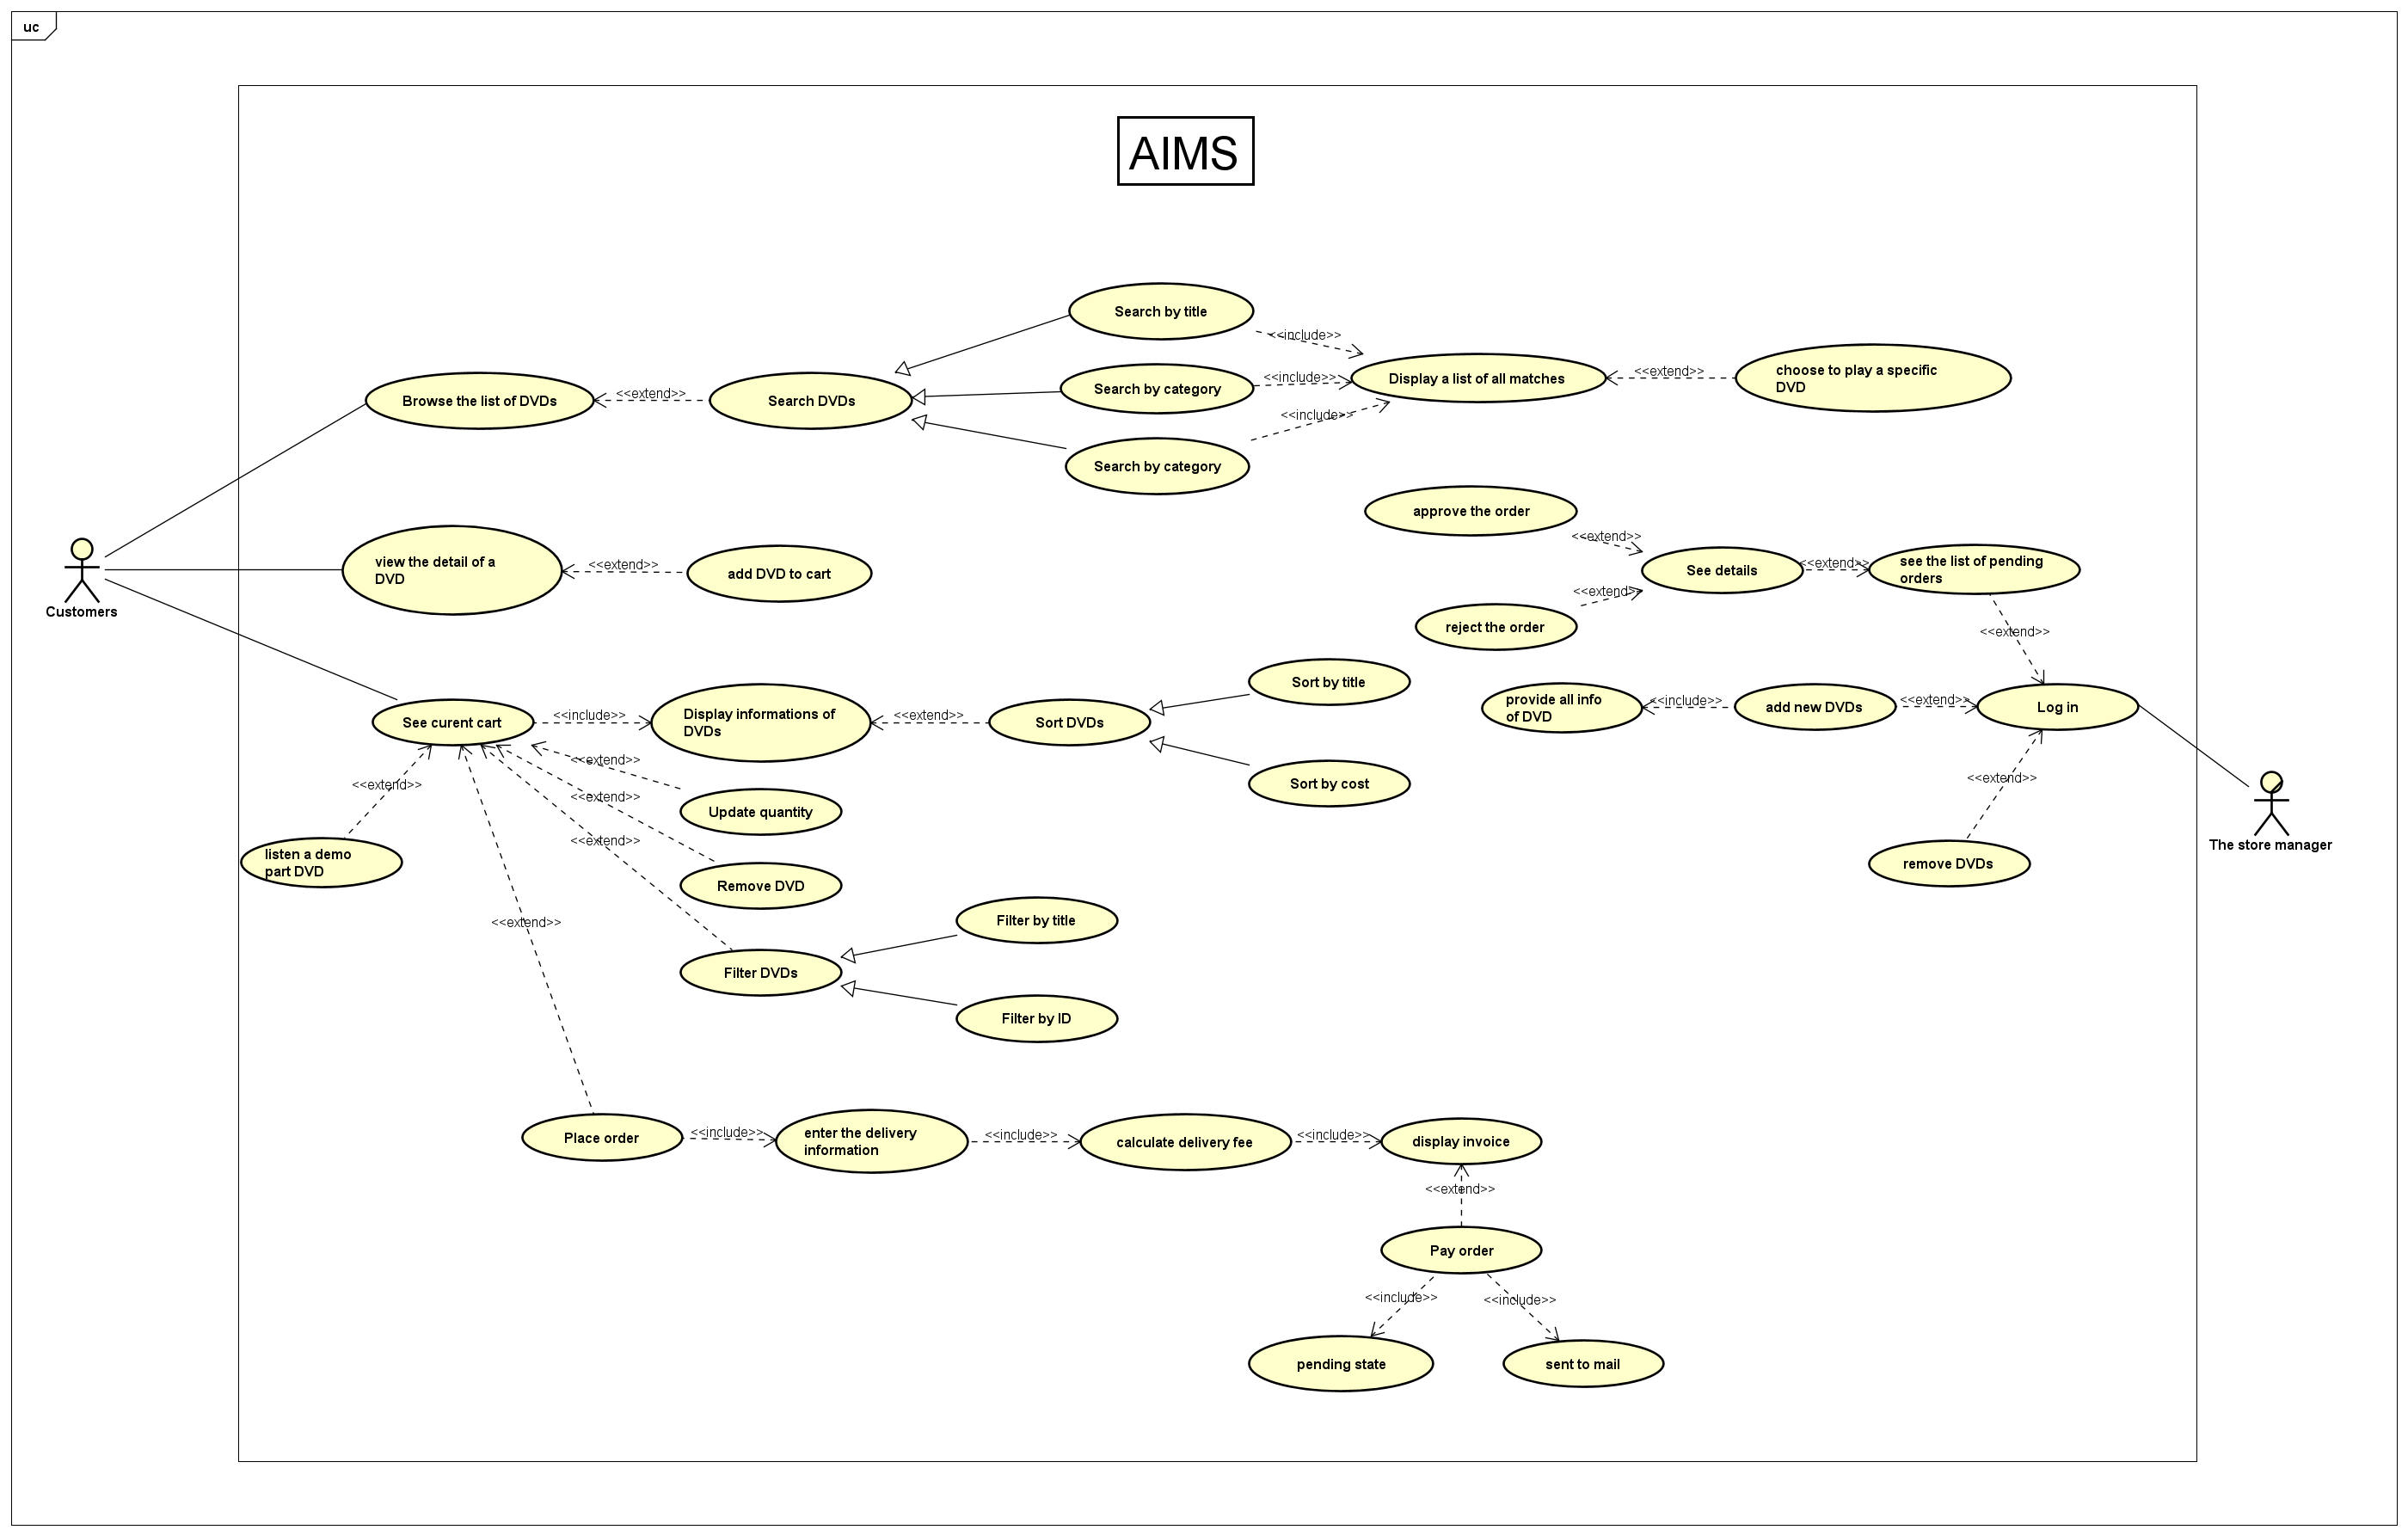 uc
AIMS
Search by title
<<include>>
Browse the list of DVDs
<<extend>>
Search DVDs
Search by category
<<include>>
Display a list of all matches
<<extend>>
choose to play a specific
DVD
<<include>>
Search by category
approve the order
<<extend>>
Customers
view the detail of a
DVD
<<extend>>
add DVD to cart
See details
<<extend>>
see the list of pending
orders
<<extend>>
reject the order
<<extend>>
Sort by title
See curent cart
<<include>>
Display informations of
DVDs
<<extend>>
Sort DVDs
provide all info
of DVD
<<include>>
add new DVDs
<<extend>>
Log in
<<extend>>
<<extend>>
<<extend>>
<<extend>>
<<extend>>
Sort by cost
Update quantity
The store manager
listen a demo
part DVD
remove DVDs
Remove DVD
<<extend>>
Filter by title
Filter DVDs
Filter by ID
Place order
<<include>>
enter the delivery
information
<<include>>
calculate delivery fee
<<include>>
display invoice
<<extend>>
Pay order
<<include>>
<<include>>
pending state
sent to mail